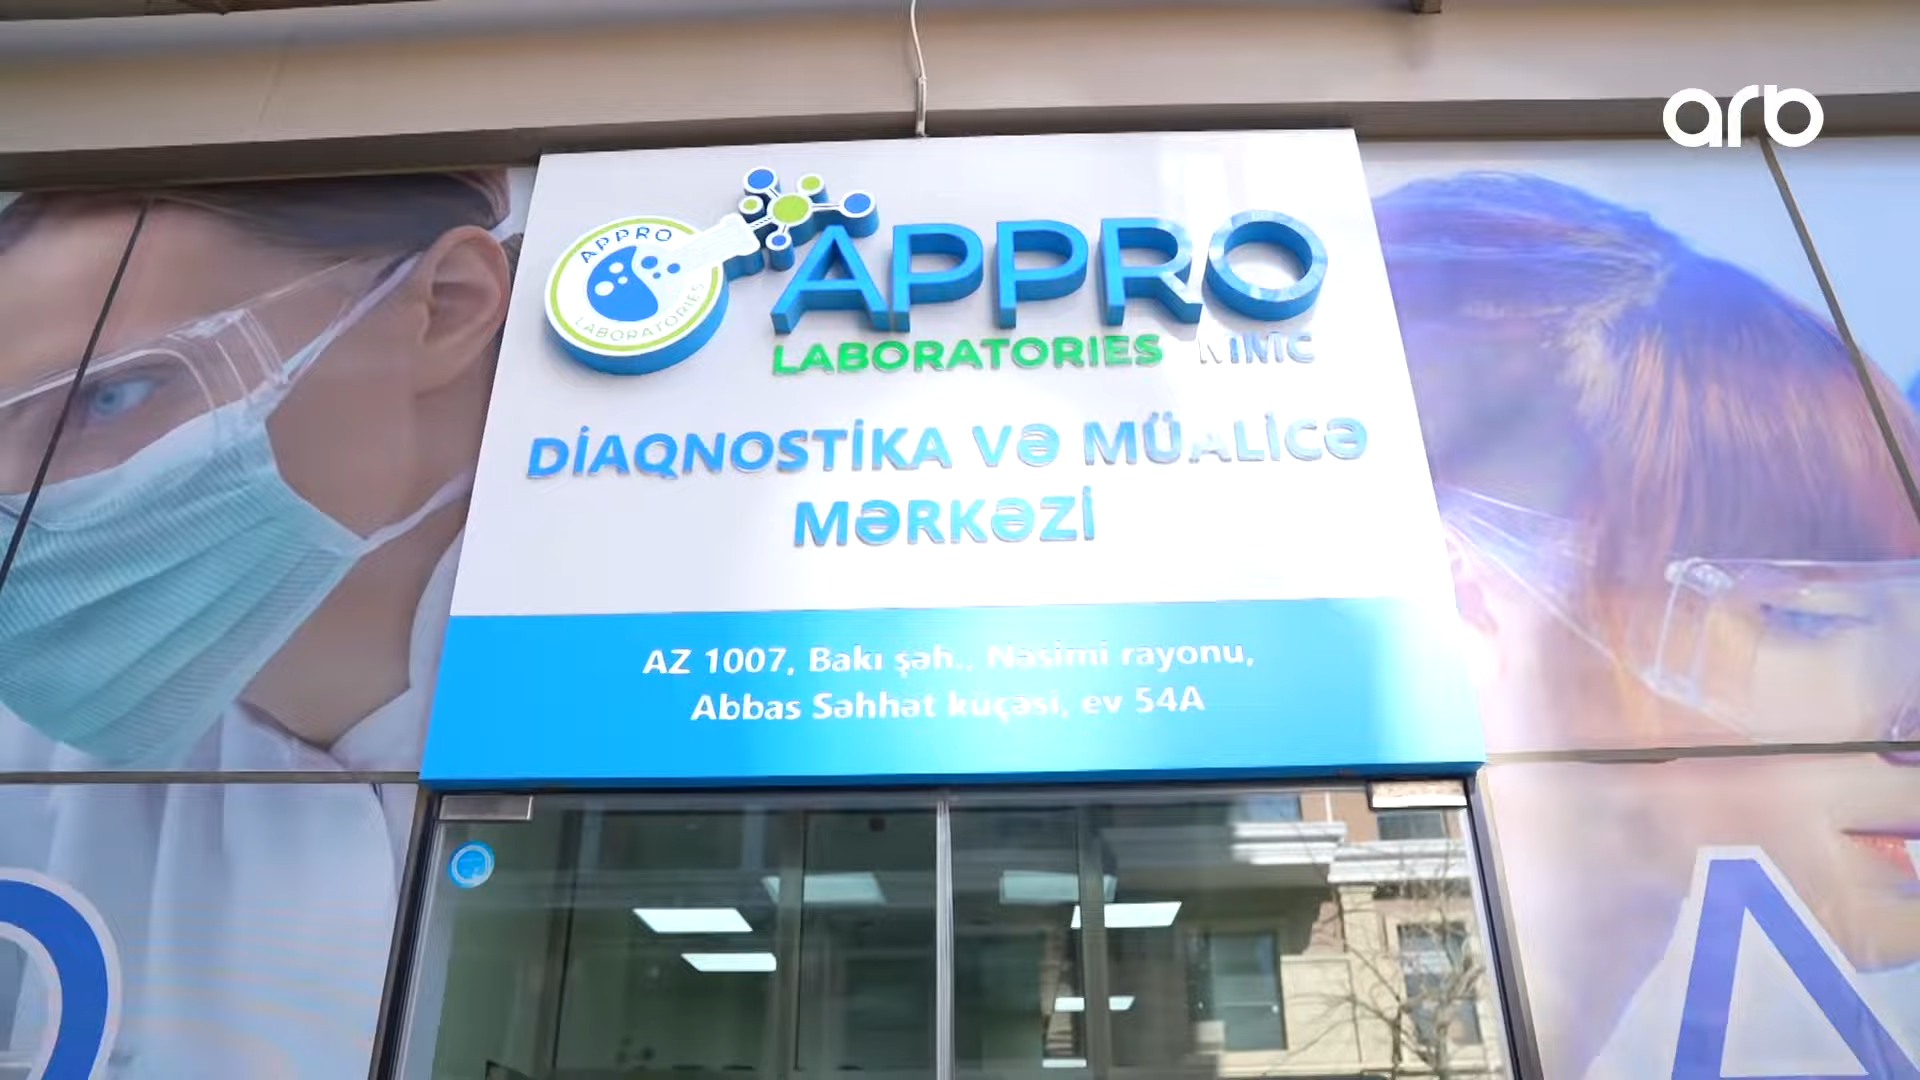 arb
APPRO
LABORATORIES
APPRO
LABORATORIES MMC
DİAQNOSTİKA VƏ MÜALİCƏ
MƏRKƏZİ
AZ 1007, Bakı şəh., Nəsimi rayonu,
Abbas Səhhət küçəsi, ev 54A